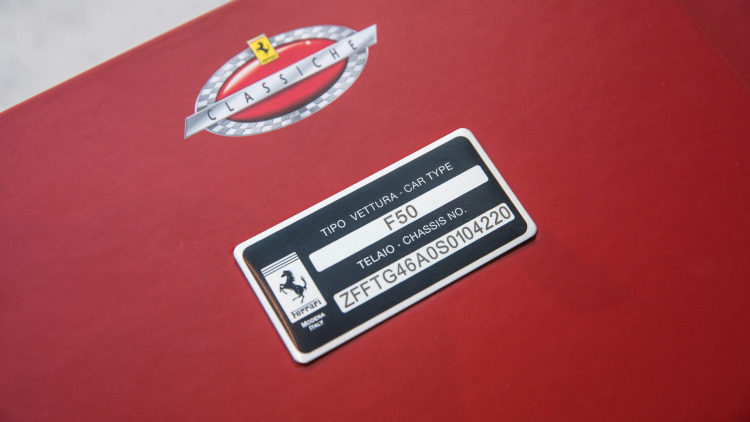 CLASSICHE
TIPO VETTURA - CAR TYPE
F50
TELAIO - CHASSIS NO.
ZFFTG46A0S0104220
Ferrari
MODENA
ITALY